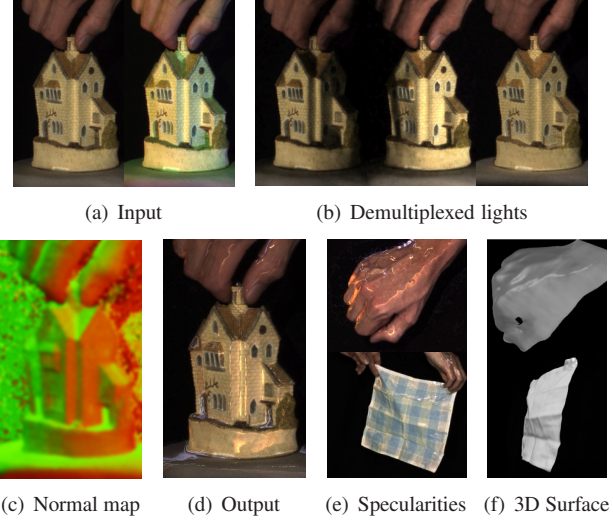 (a) Input
(b) Demultiplexed lights
(c) Normal map
(d) Output
(e) Specularities
(f) 3D Surface